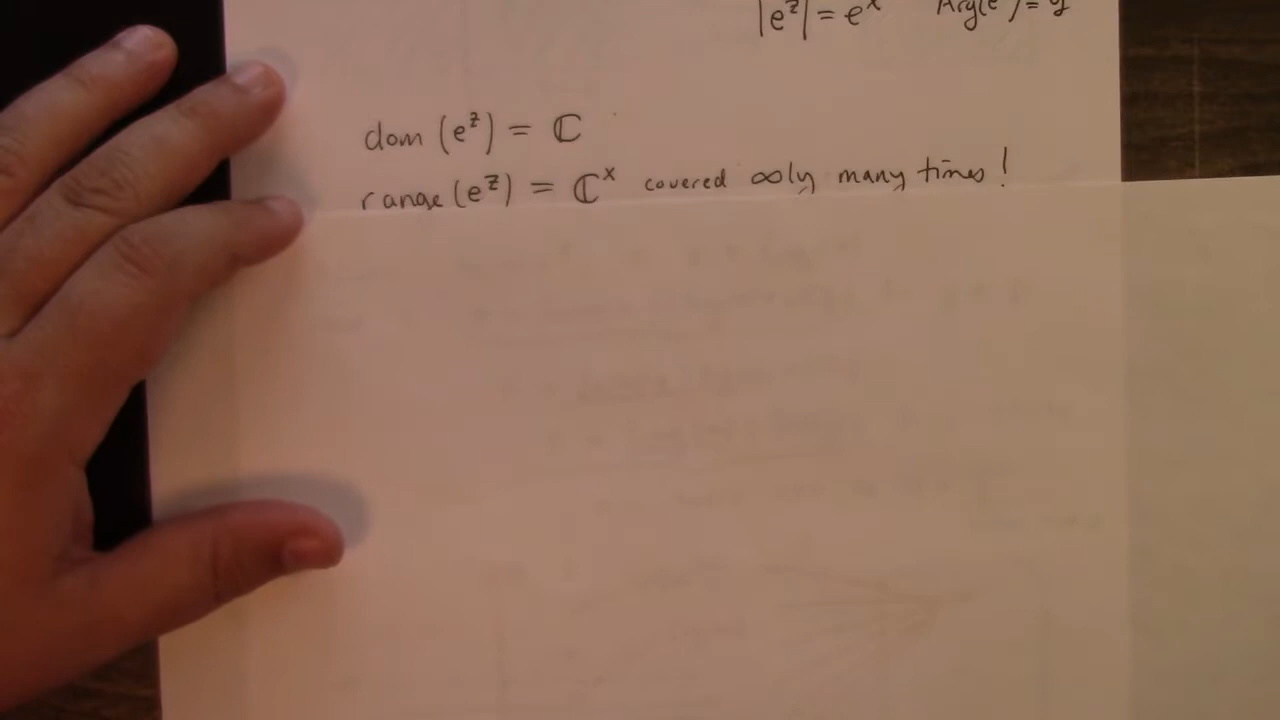 |e^z| = e^x Arg(e^z) = y
dom (e^z) = ℂ
range (e^z) = ℂ^x covered ∞ly many times!